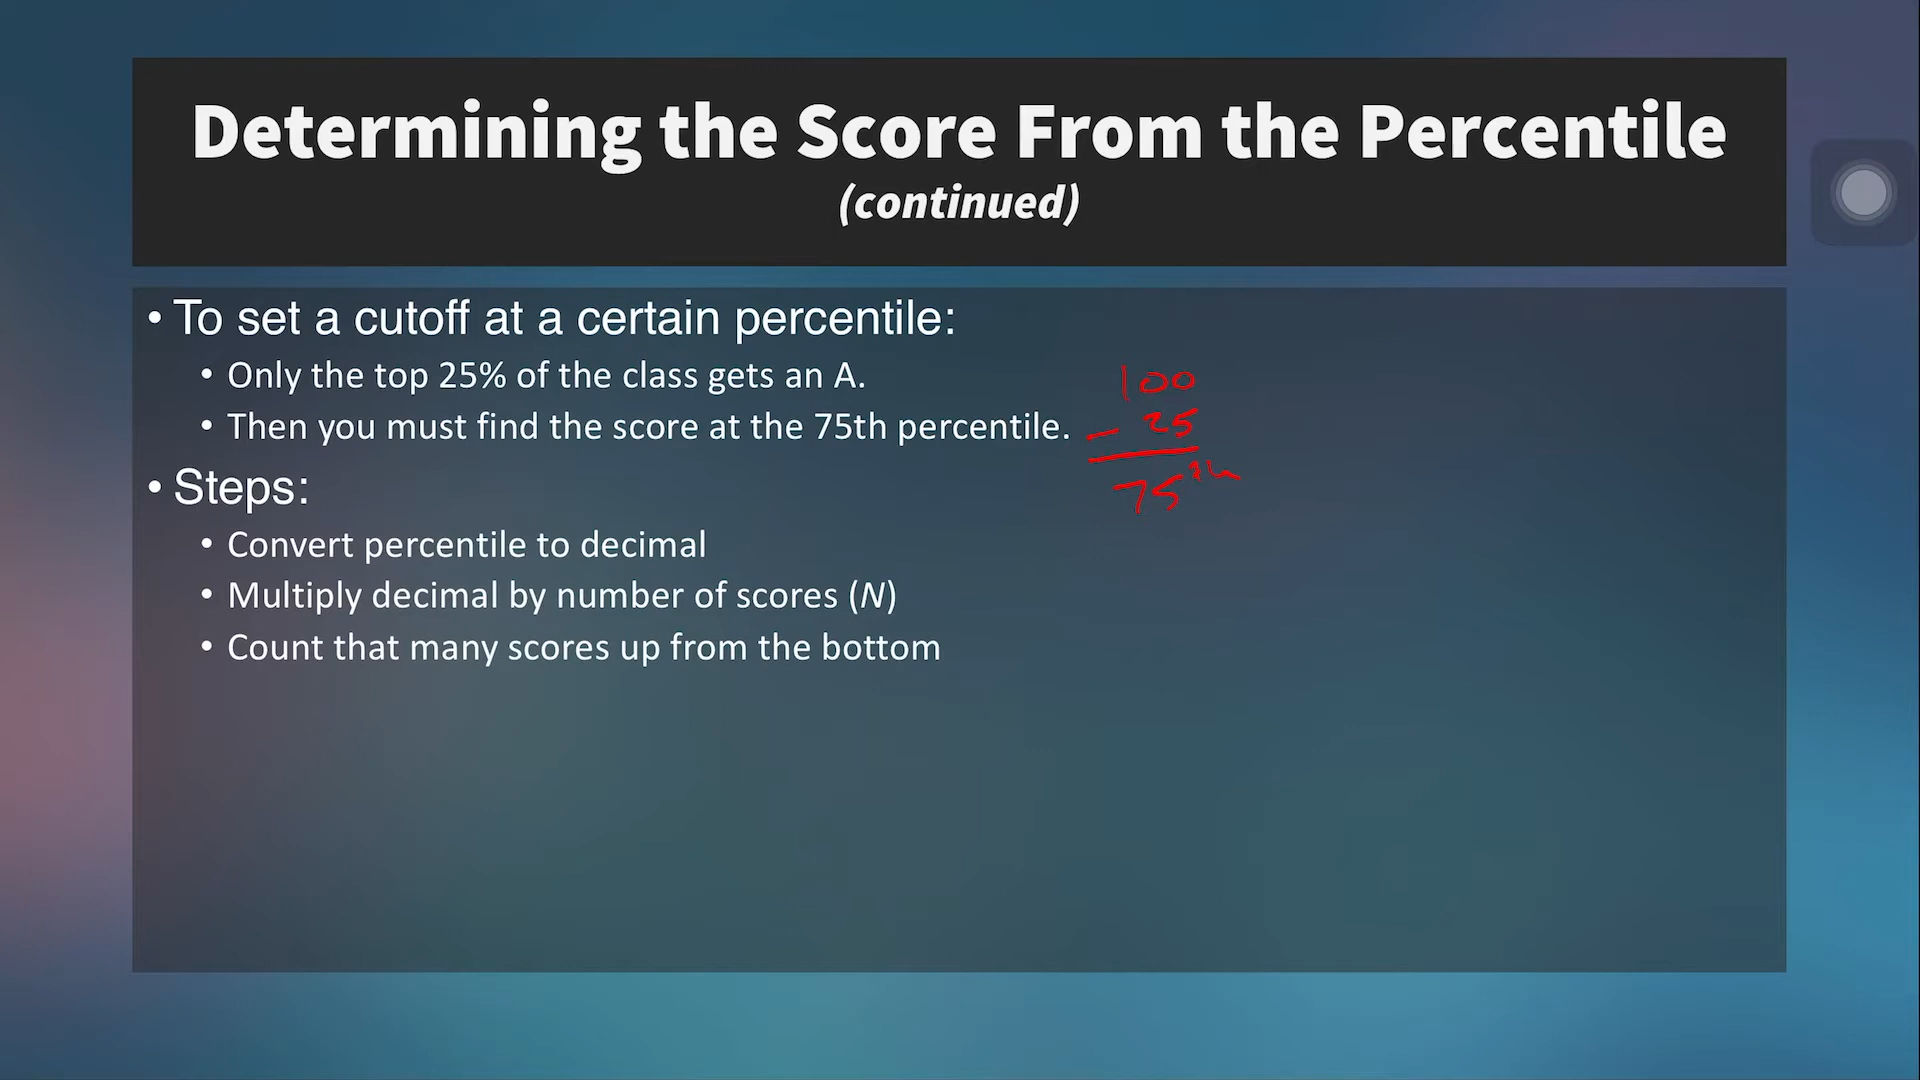 Determining the Score From the Percentile
(continued)
• To set a cutoff at a certain percentile:
• Only the top 25% of the class gets an A.
• Then you must find the score at the 75th percentile.
100
- 25
75th
• Steps:
• Convert percentile to decimal
• Multiply decimal by number of scores (N)
• Count that many scores up from the bottom